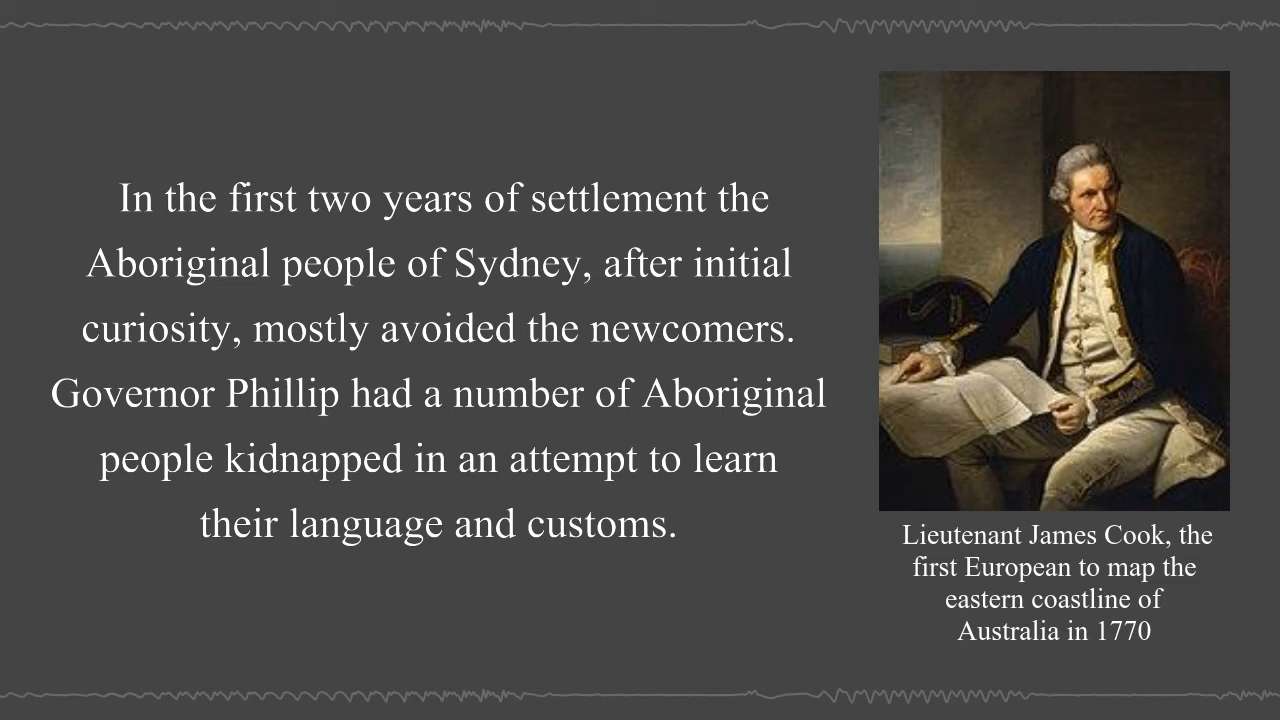 In the first two years of settlement the
Aboriginal people of Sydney, after initial
curiosity, mostly avoided the newcomers.
Governor Phillip had a number of Aboriginal
people kidnapped in an attempt to learn
their language and customs.
Lieutenant James Cook, the
first European to map the
eastern coastline of
Australia in 1770